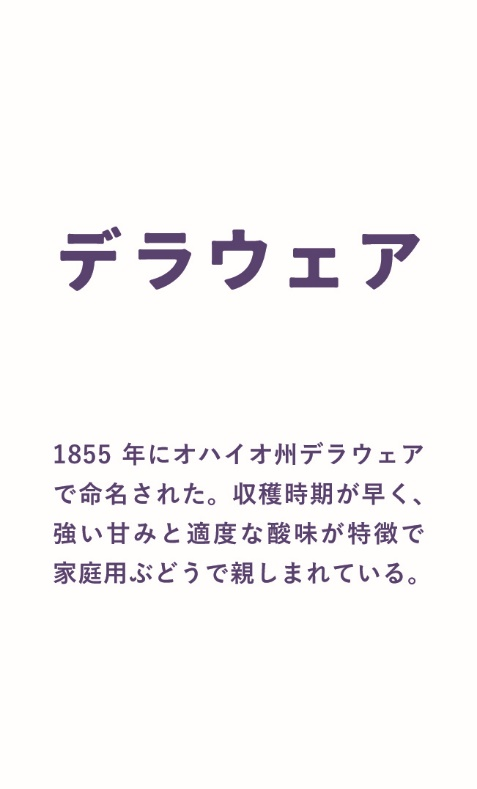 デラウェア
1855 年にオハイオ州デラウェア
で命名された。収穫時期が早く、
強い甘みと適度な酸味が特徴で
家庭用ぶどうで親しまれている。